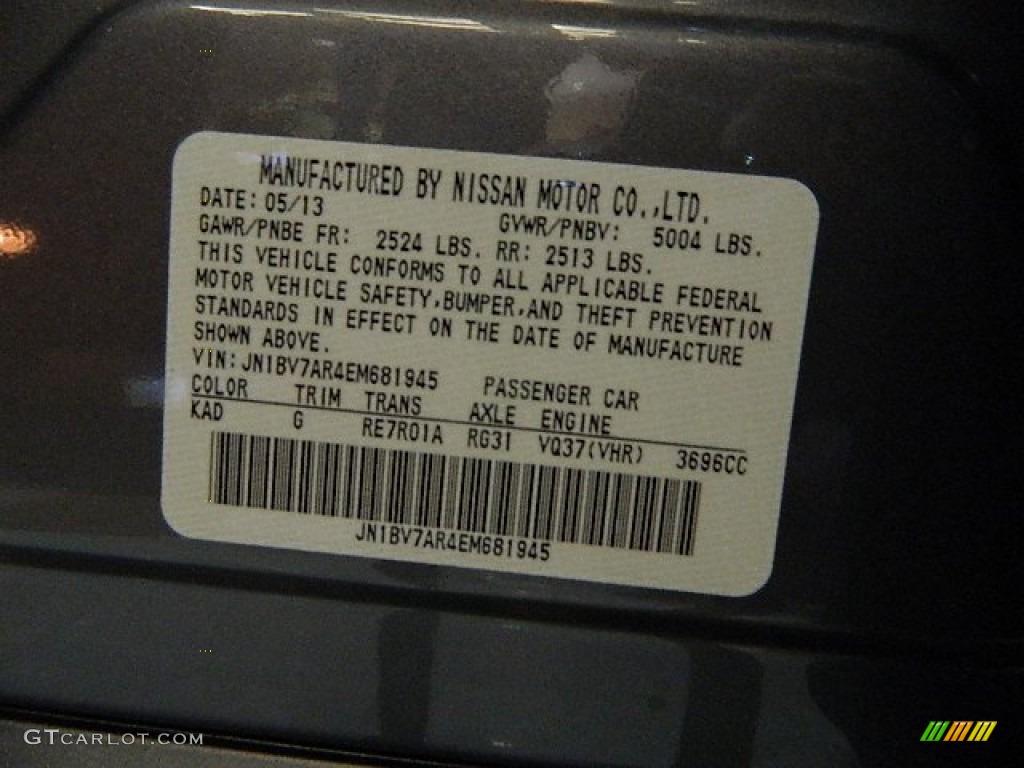 MANUFACTURED BY NISSAN MOTOR CO.,LTD.
DATE: 05/13 GVWR/PNBV: 5004 LBS.
GAWR/PNBE FR: 2524 LBS. RR: 2513 LBS.
THIS VEHICLE CONFORMS TO ALL APPLICABLE FEDERAL
MOTOR VEHICLE SAFETY,BUMPER,AND THEFT PREVENTION
STANDARDS IN EFFECT ON THE DATE OF MANUFACTURE
SHOWN ABOVE.
VIN:JN1BV7AR4EM681945 PASSENGER CAR
COLOR TRIM TRANS AXLE ENGINE
KAD G RE7R01A RG31 VQ37(VHR) 3696CC
JN1BV7AR4EM681945
GTCARLOT.COM